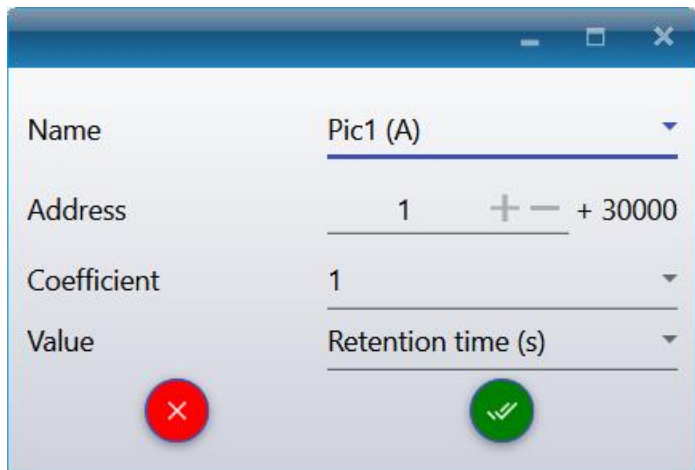 Name Pic1 (A)
Address 1 + 30000
Coefficient 1
Value Retention time (s)